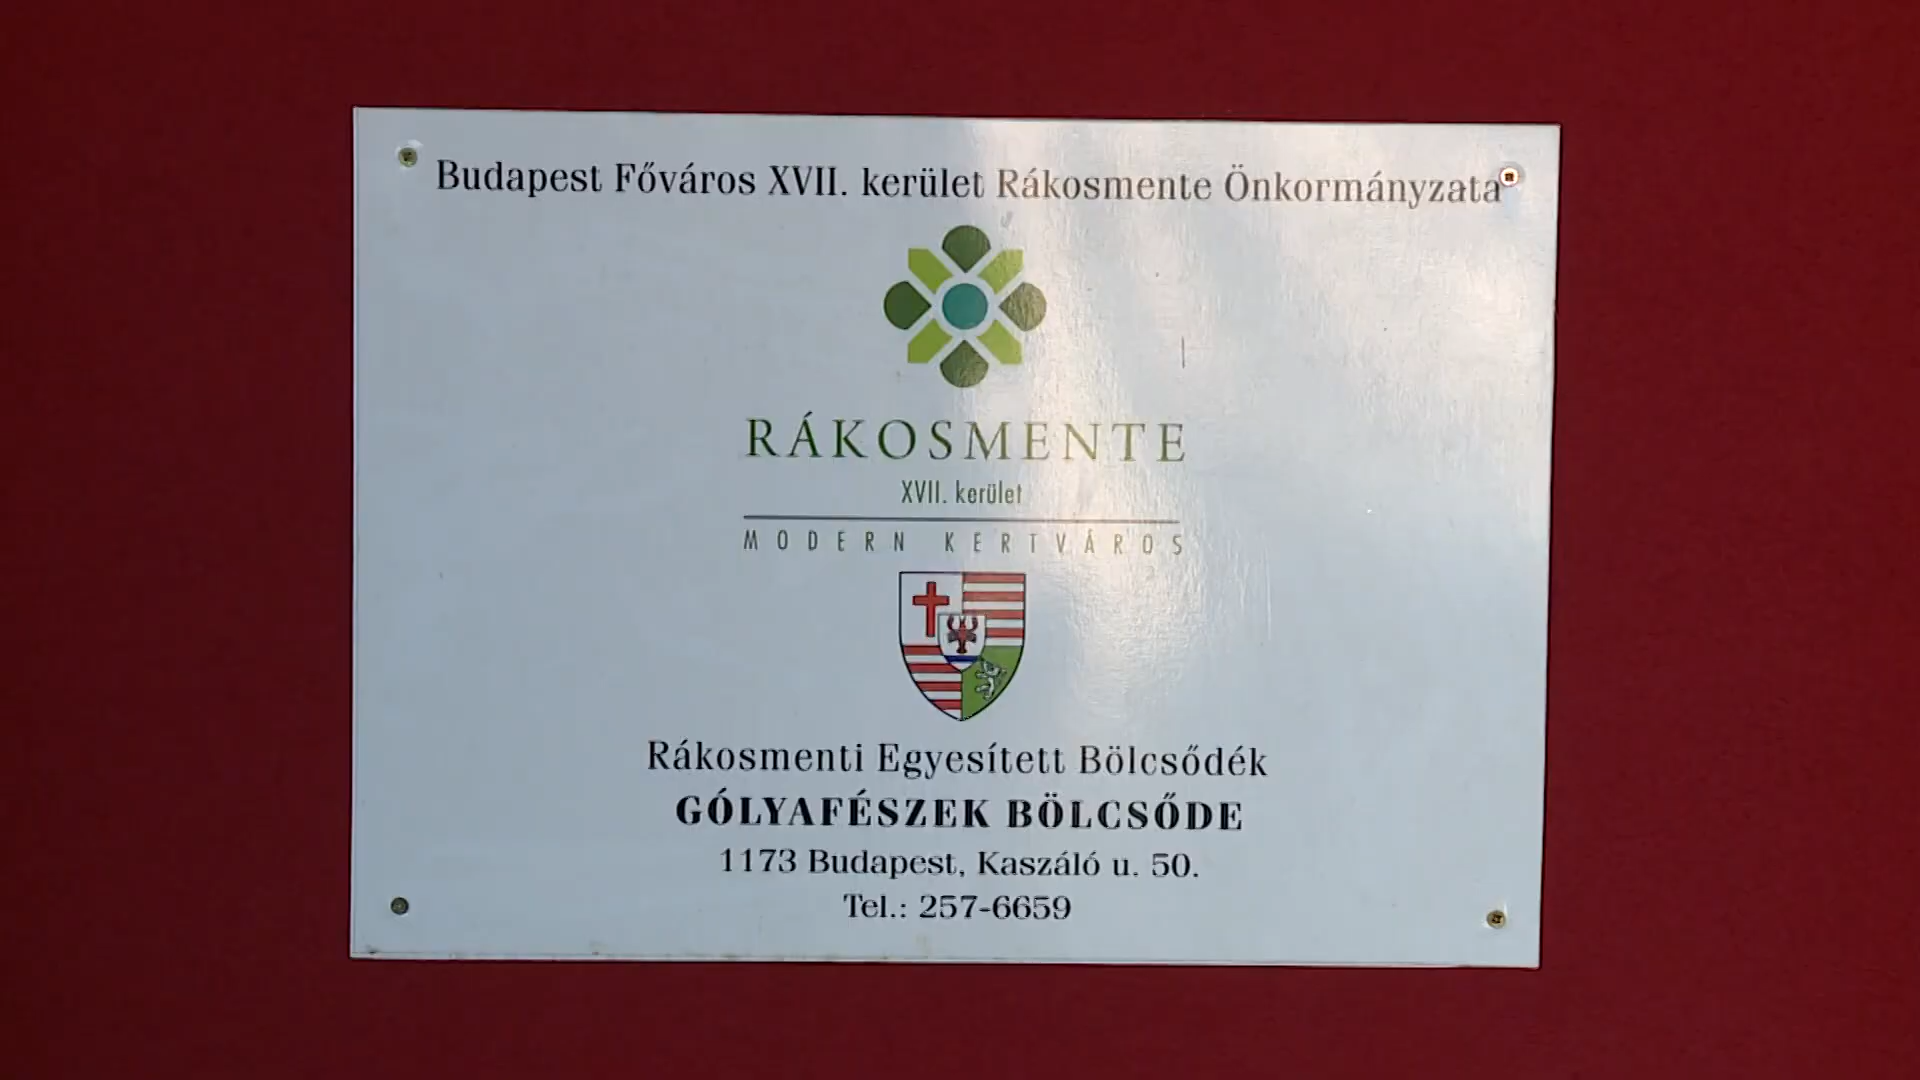 Budapest Főváros XVII. kerület Rákosmente Önkormányzata
RÁKOSMENTE
XVII. kerület
MODERN KERTVÁROS
Rákosmenti Egyesített Bölcsődék
GÓLYAFÉSZEK BÖLCSŐDE
1173 Budapest, Kaszáló u. 50.
Tel.: 257-6659